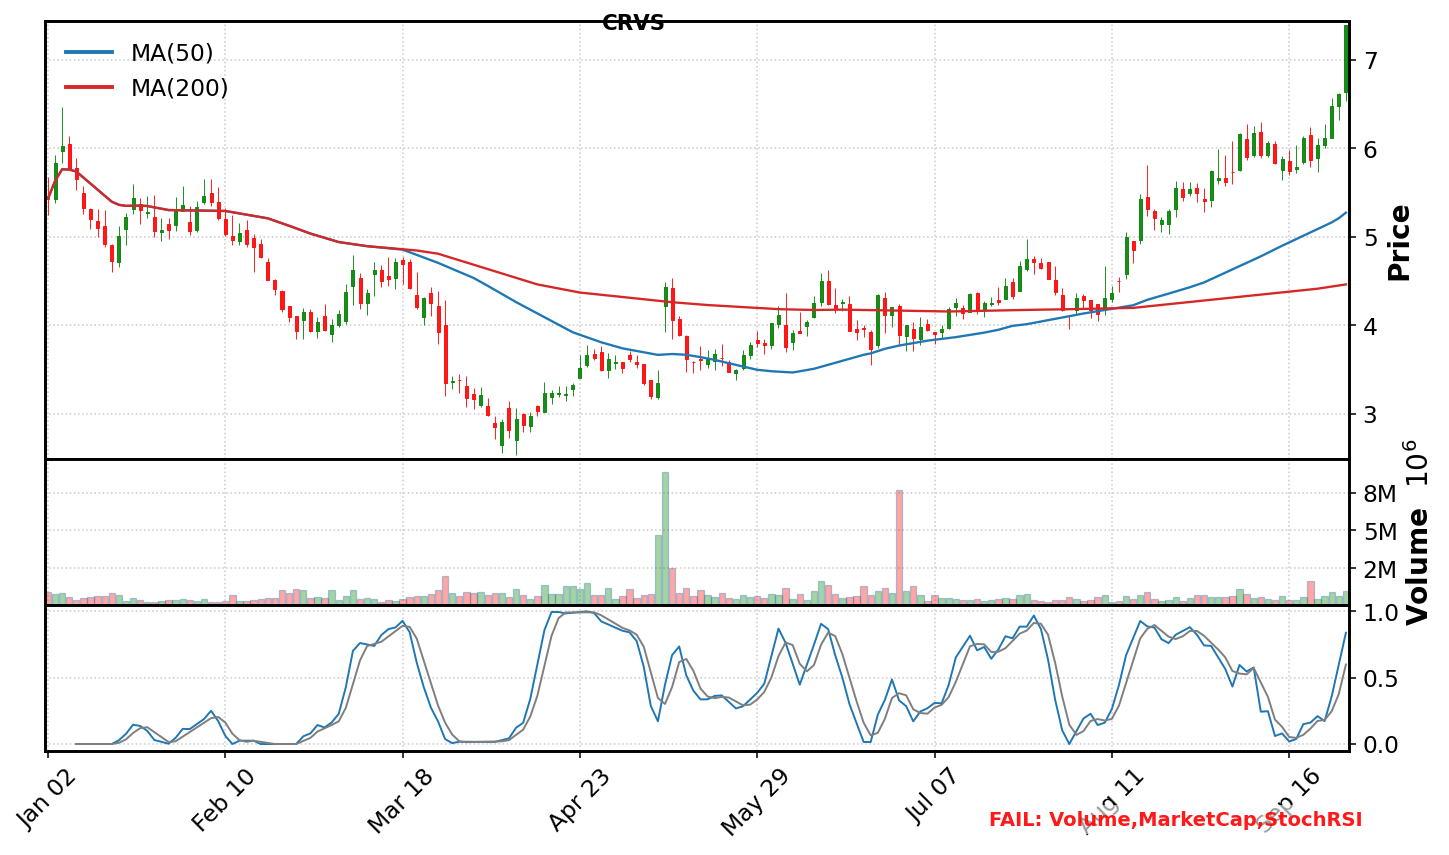 CRVS
MA(50)
MA(200)
7
6
5
4
3
Price
8M
5M
2M
Volume 10⁶
1.0
0.5
0.0
Jan 02
Feb 10
Mar 18
Apr 23
May 29
Jul 07
Aug 11
Sep 16
FAIL: Volume,MarketCap,StochRSI